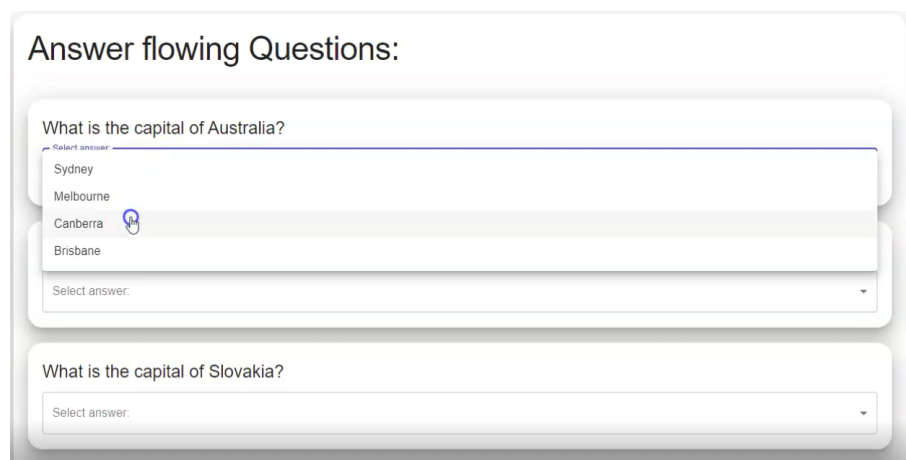 Answer flowing Questions:
What is the capital of Australia?
Select answer:
Sydney
Melbourne
Canberra
Brisbane
Select answer:
What is the capital of Slovakia?
Select answer: